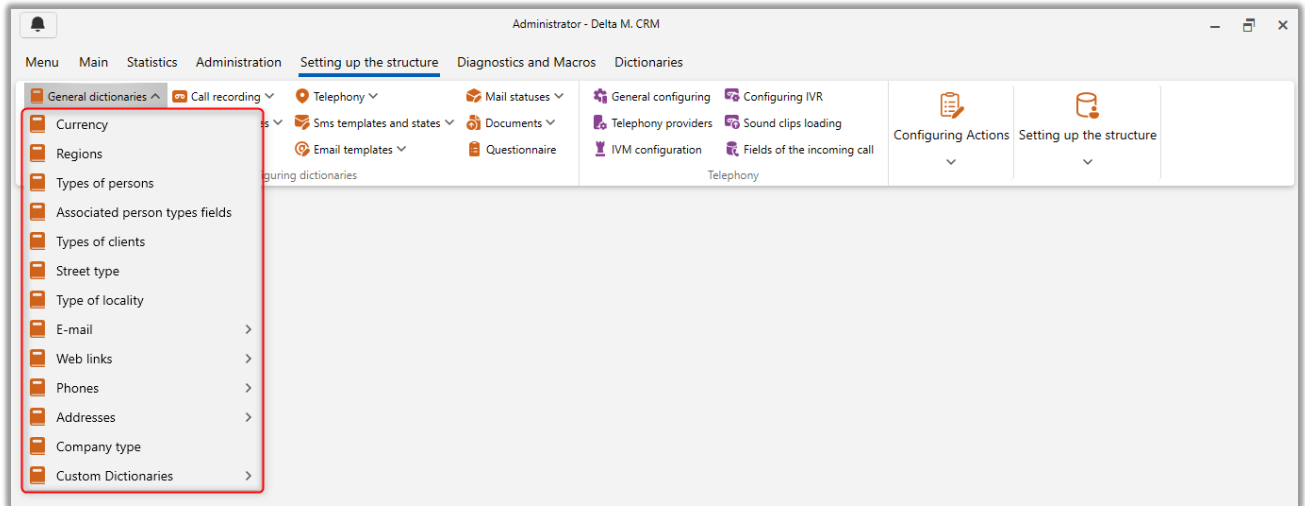 Administrator - Delta M. CRM
Menu Main Statistics Administration Setting up the structure Diagnostics and Macros Dictionaries
General dictionaries Call recording Telephony Mail statuses General configuring Configuring IVR
es Sms templates and states Documents Telephony providers Sound clips loading
Email templates Questionnaire IVM configuration Fields of the incoming call
Configuring Actions Setting up the structure
guring dictionaries Telephony
Currency
Regions
Types of persons
Associated person types fields
Types of clients
Street type
Type of locality
E-mail
Web links
Phones
Addresses
Company type
Custom Dictionaries